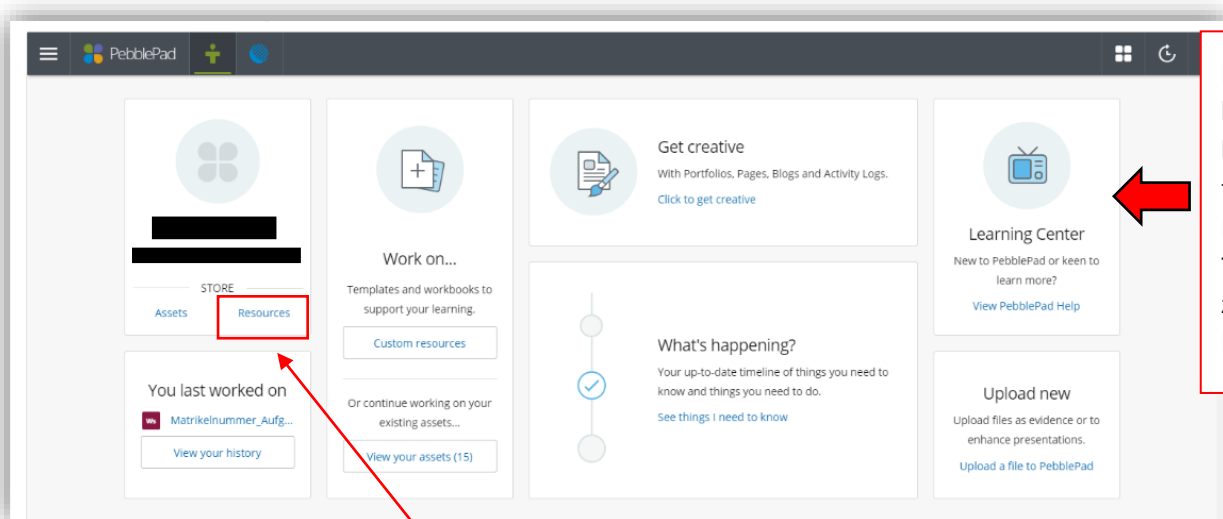 PebblePad
STORE
Assets Resources
You last worked on
Ws Matrikelnummer_Aufg...
View your history
Work on...
Templates and workbooks to
support your learning.
Custom resources
Or continue working on your
existing assets...
View your assets (15)
Get creative
With Portfolios, Pages, Blogs and Activity Logs.
Click to get creative
What's happening?
Your up-to-date timeline of things you need to
know and things you need to do.
See things I need to know
Learning Center
New to PebblePad or keen to
learn more?
View PebblePad Help
Upload new
Upload files as evidence or to
enhance presentations.
Upload a file to PebblePad